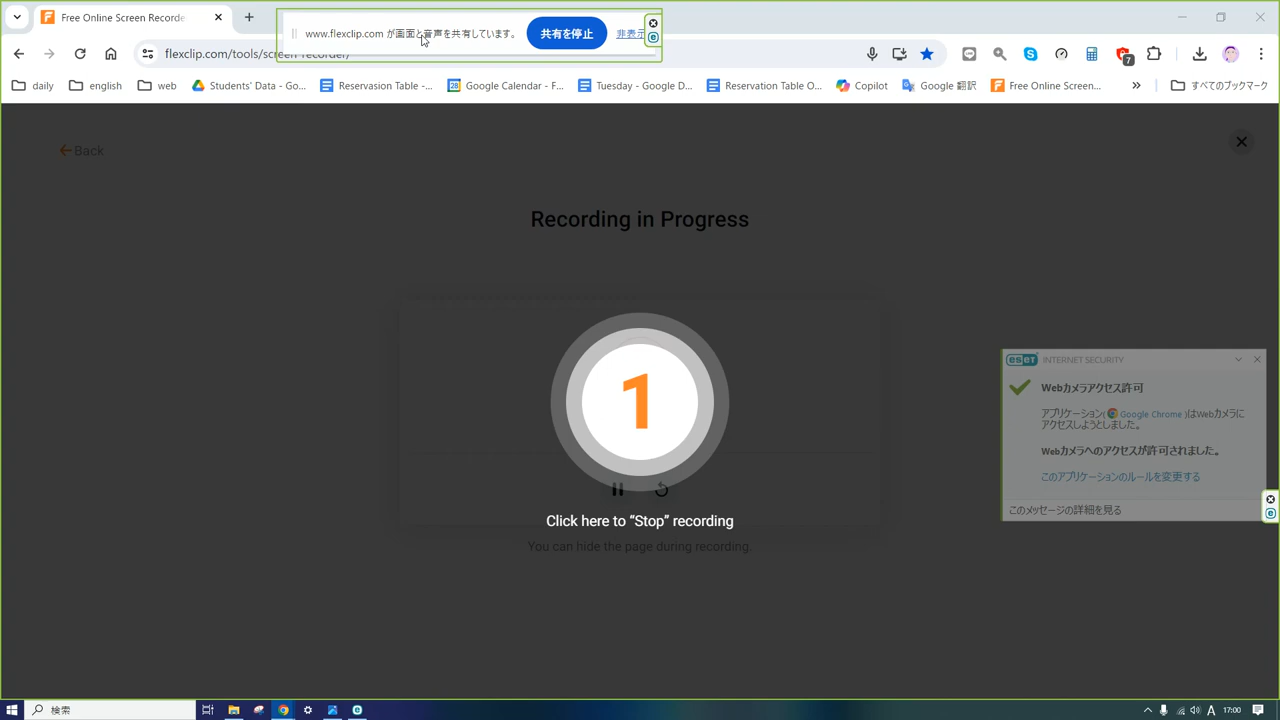 Free Online Screen Recorde
www.flexclip.com が画面と音声を共有しています。
共有を停止
非表示
flexclip.com/tools/screen-recorder/
7
daily
english
web
Students' Data - Go...
Reservasion Table -...
Google Calendar - F...
Tuesday - Google D...
Reservation Table O...
Copilot
Google 翻訳
Free Online Screen...
すべてのブックマーク
Back
Recording in Progress
1
Click here to “Stop” recording
You can hide the page during recording.
eset INTERNET SECURITY
Webカメラアクセス許可
アプリケーション( Google Chrome )はWebカメラに
アクセスしようとしました。
Webカメラへのアクセスが許可されました。
このアプリケーションのルールを変更する
このメッセージの詳細を見る
検索
A
17:00